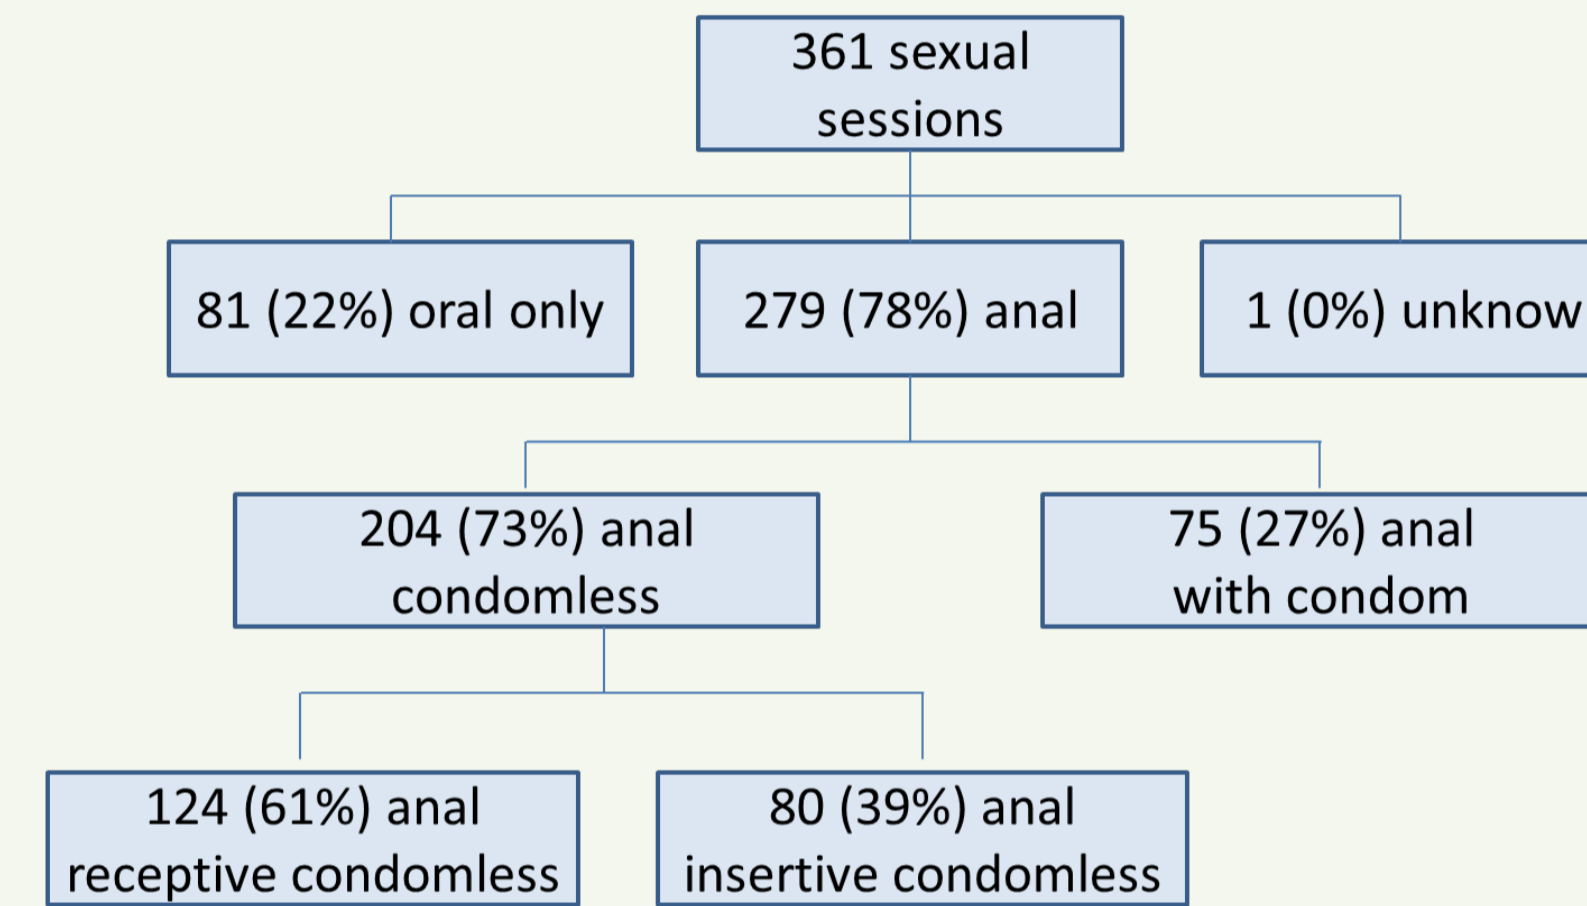 361 sexual
sessions
81 (22%) oral only
279 (78%) anal
1 (0%) unknow
204 (73%) anal
condomless
75 (27%) anal
with condom
124 (61%) anal
receptive condomless
80 (39%) anal
insertive condomless